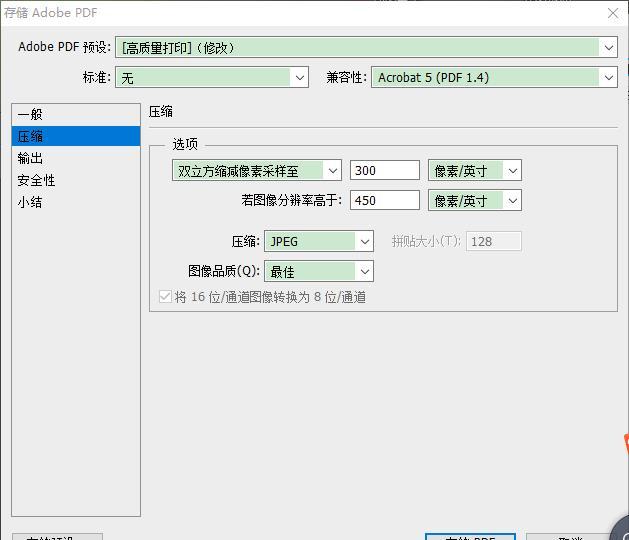 存储 Adobe PDF
Adobe PDF 预设: [高质量打印]（修改）
标准: 无 兼容性: Acrobat 5 (PDF 1.4)
一般
压缩
输出
安全性
小结
压缩
选项
双立方缩减像素采样至 300 像素/英寸
若图像分辨率高于: 450 像素/英寸
压缩: JPEG 拼贴大小(T): 128
图像品质(Q): 最佳
将 16 位/通道图像转换为 8 位/通道
存储 PDF 取消